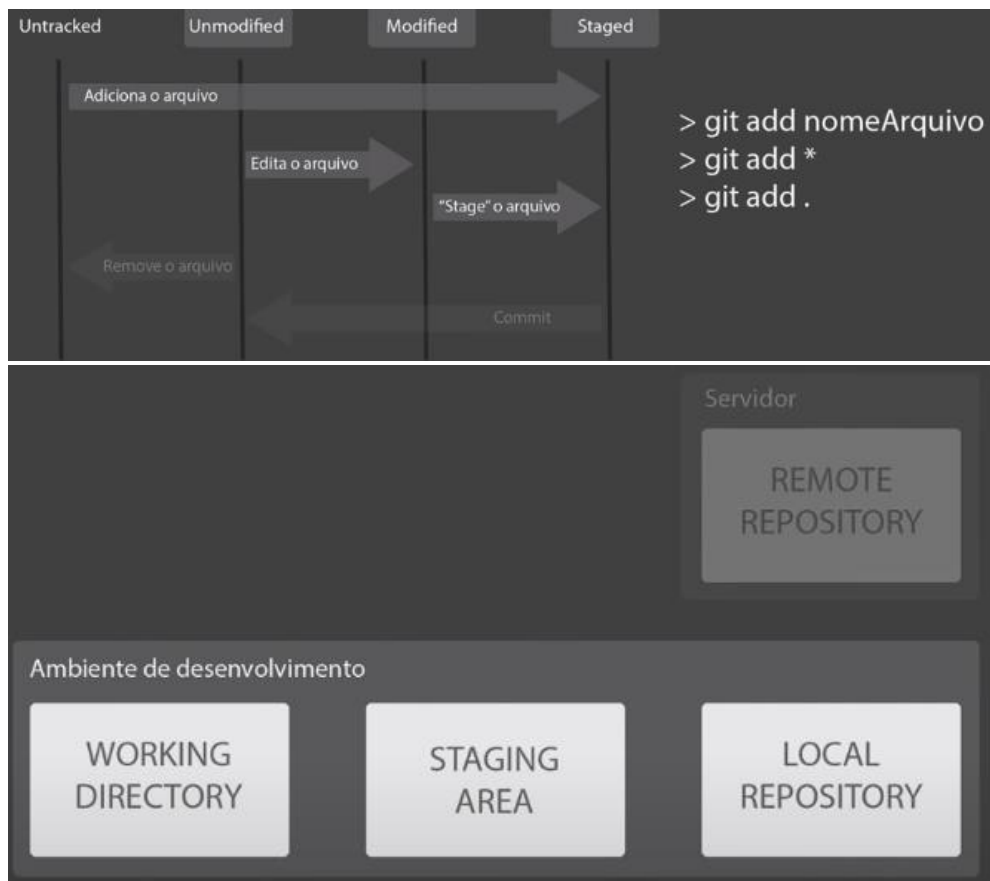 Untracked Unmodified Modified Staged
Adiciona o arquivo
Edita o arquivo
"Stage" o arquivo
Remove o arquivo
Commit
> git add nomeArquivo
> git add *
> git add .
Servidor
REMOTE
REPOSITORY
Ambiente de desenvolvimento
WORKING
DIRECTORY
STAGING
AREA
LOCAL
REPOSITORY